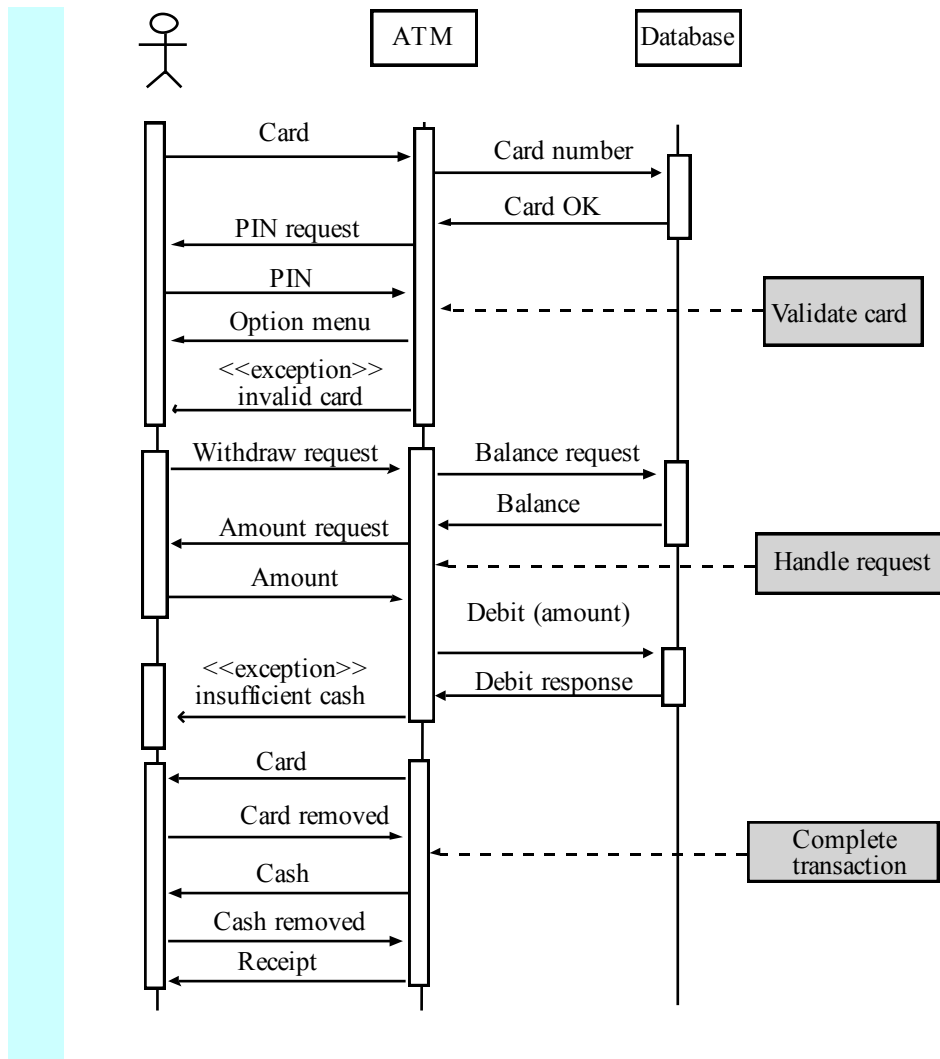 ATM
Database
Card
Card number
Card OK
PIN request
PIN
Option menu
Validate card
<<exception>>
invalid card
Withdraw request
Balance request
Balance
Amount request
Handle request
Amount
Debit (amount)
<<exception>>
insufficient cash
Debit response
Card
Card removed
Complete
transaction
Cash
Cash removed
Receipt